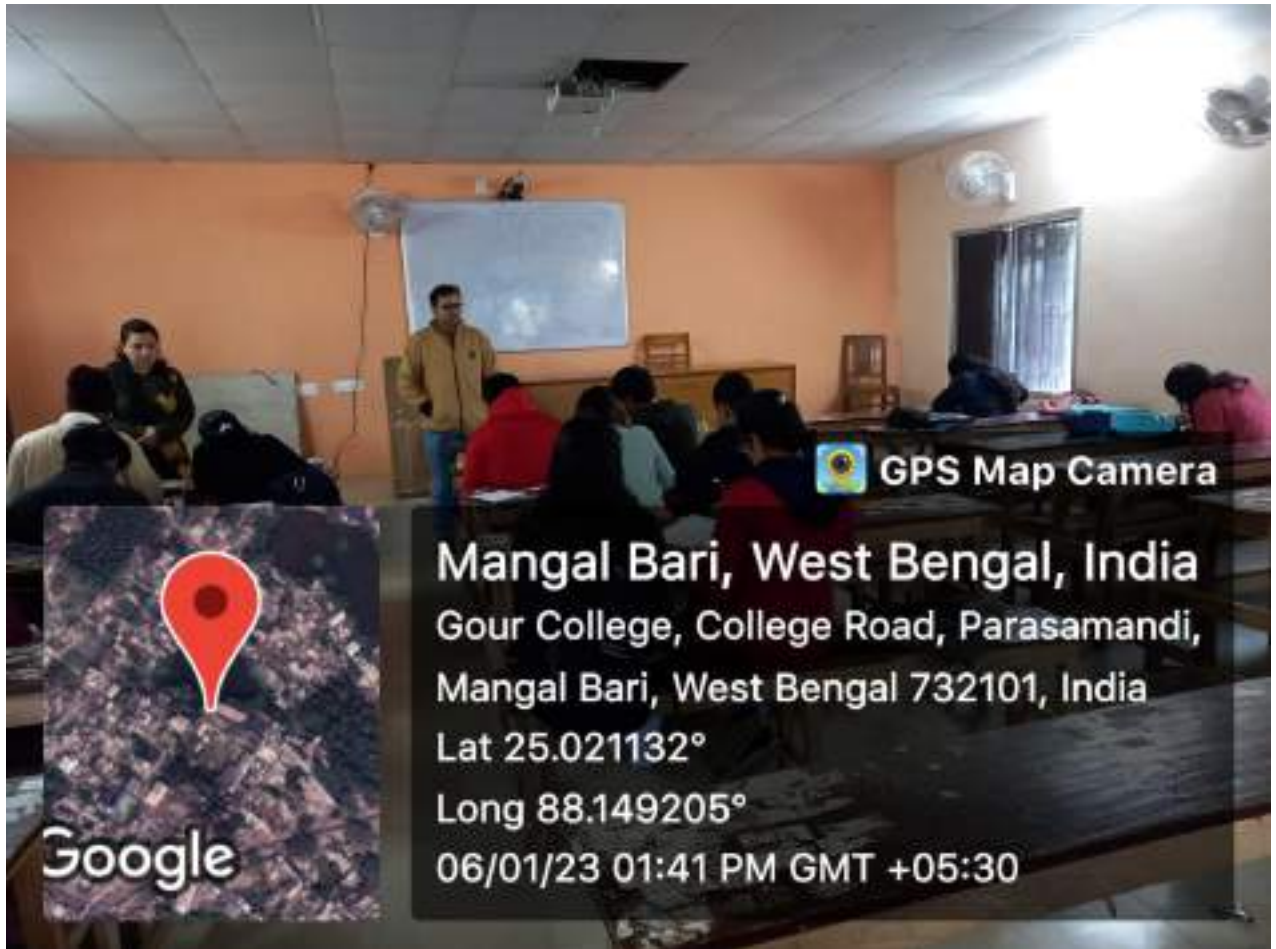 GPS Map Camera
Mangal Bari, West Bengal, India
Gour College, College Road, Parasamandi,
Mangal Bari, West Bengal 732101, India
Lat 25.021132°
Long 88.149205°
06/01/23 01:41 PM GMT +05:30
Google